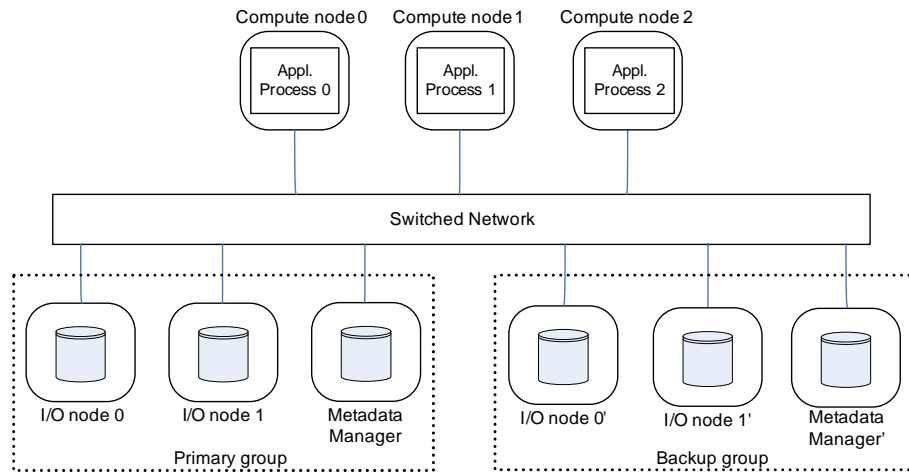 Compute node 0
Compute node 1
Compute node 2
Appl.
Process 0
Appl.
Process 1
Appl.
Process 2
Switched Network
I/O node 0
I/O node 1
Metadata
Manager
I/O node 0'
I/O node 1'
Metadata
Manager'
Primary group
Backup group